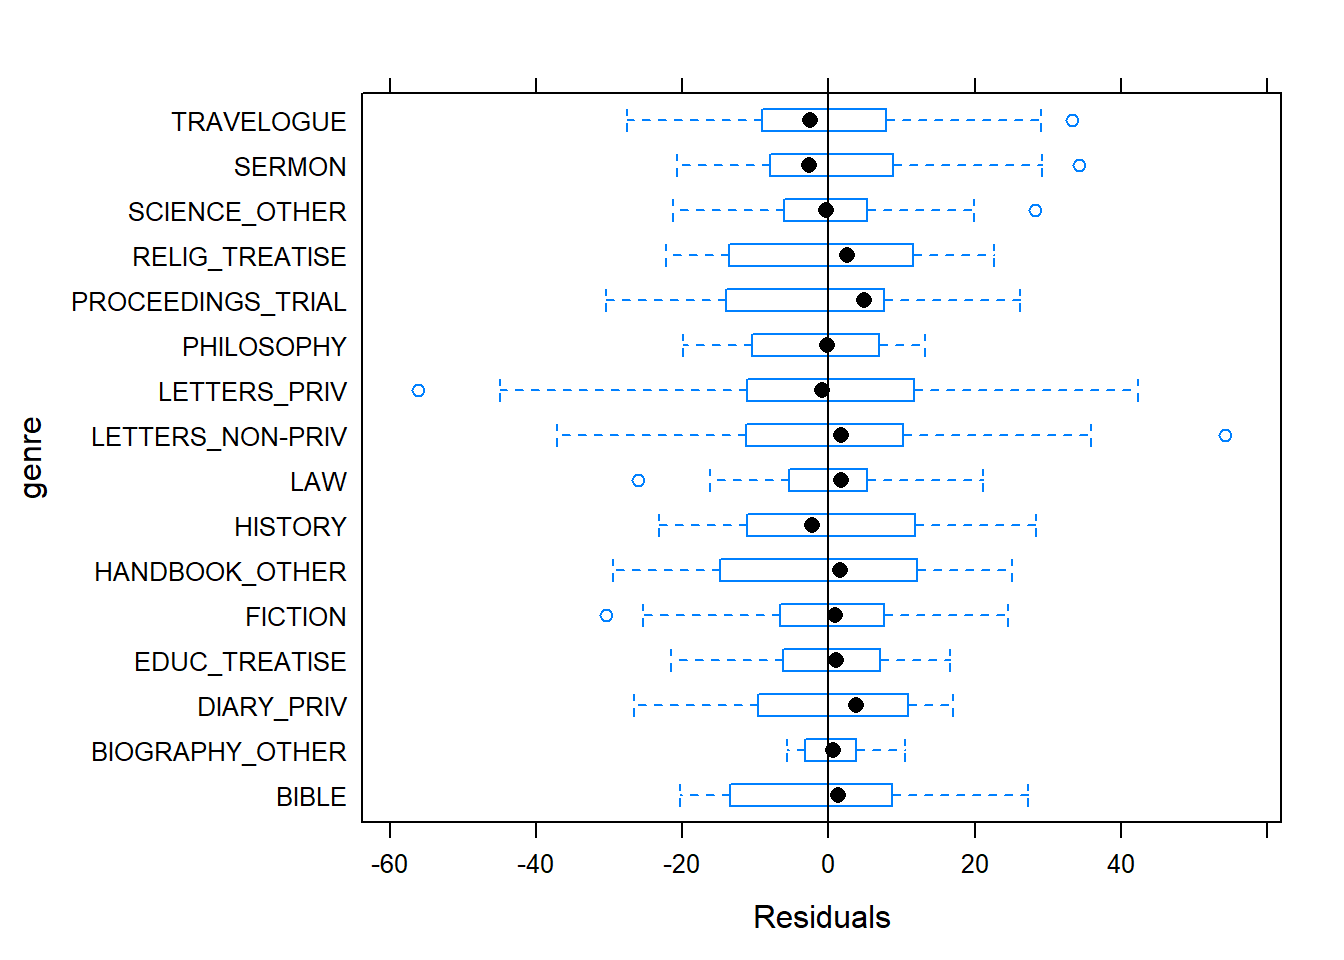 TRAVELOGUE
SERMON
SCIENCE_OTHER
RELIG_TREATISE
PROCEEDINGS_TRIAL
PHILOSOPHY
LETTERS_PRIV
LETTERS_NON-PRIV
LAW
HISTORY
HANDBOOK_OTHER
FICTION
EDUC_TREATISE
DIARY_PRIV
BIOGRAPHY_OTHER
BIBLE
genre
-60 -40 -20 0 20 40
Residuals